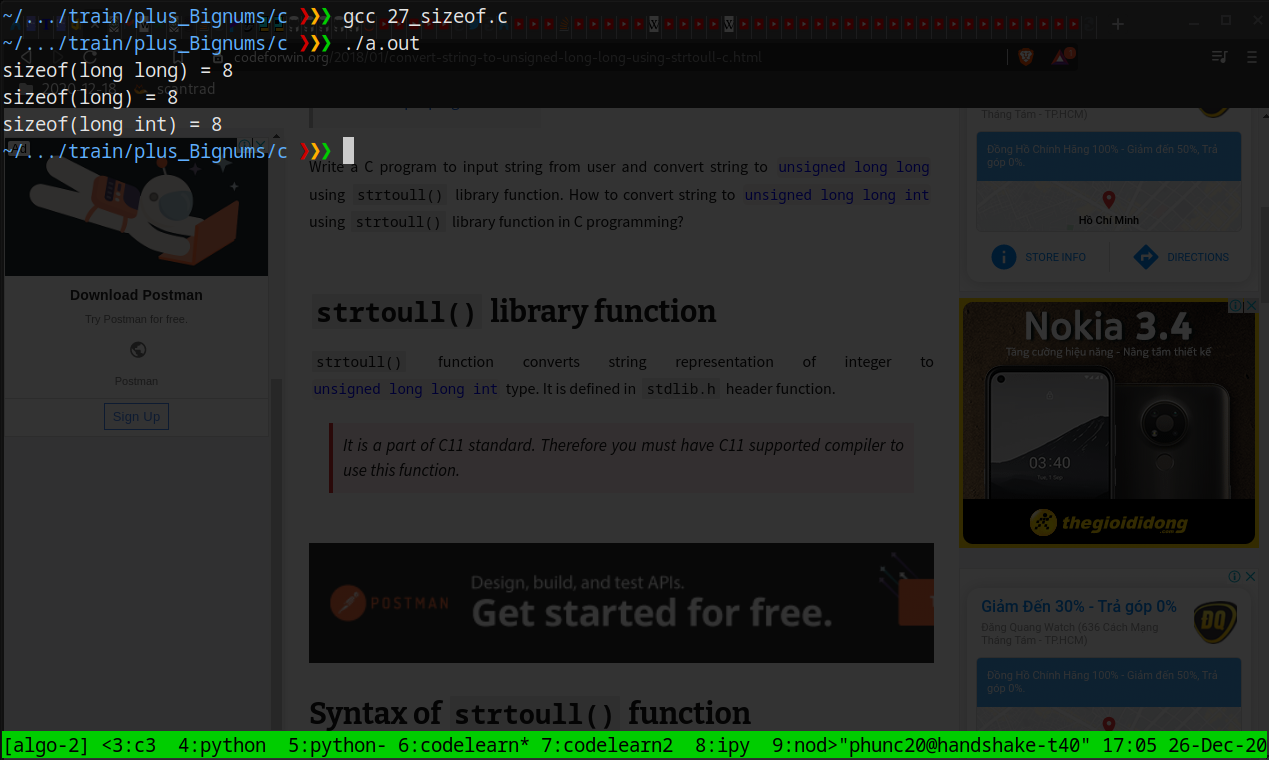 ~/.../train/plus_Bignums/c ❯❯❯ gcc 27_sizeof.c
~/.../train/plus_Bignums/c ❯❯❯ ./a.out
codeforwin.org/2018/01/convert-string-to-unsigned-long-long-using-strtoull-c.html
sizeof(long long) = 8
2020-12-18
scantrad
sizeof(long) = 8
sizeof(long int) = 8
~/.../train/plus_Bignums/c ❯❯❯
Ad
Download Postman
Try Postman for free.
Postman
Sign Up
Write a C program to input string from user and convert string to unsigned long long
using strtoull() library function. How to convert string to unsigned long long int
using strtoull() library function in C programming?
strtoull() library function
strtoull() function converts string representation of integer to
unsigned long long int type. It is defined in stdlib.h header function.
It is a part of C11 standard. Therefore you must have C11 supported compiler to
use this function.
POSTMAN
Design, build, and test APIs.
Get started for free.
Syntax of strtoull() function
Tháng Tám - TP.HCM)
Đồng Hồ Chính Hãng 100% - Giảm đến 50%, Trả
góp 0%
Hồ Chí Minh
STORE INFO
DIRECTIONS
Nokia 3.4
Tăng cường hiệu năng - Nâng tầm thiết kế
03:40
Tue, 1 Sep
thegioididong
.com
Giảm Đến 30% - Trả góp 0%
Đăng Quang Watch (636 Cách Mạng
Tháng Tám - TP.HCM)
ĐQ
Đồng Hồ Chính Hãng 100% - Giảm đến 50%, Trả
góp 0%
[algo-2] <3:c3 4:python 5:python- 6:codelearn* 7:codelearn2 8:ipy 9:nod>"phunc20@handshake-t40" 17:05 26-Dec-20